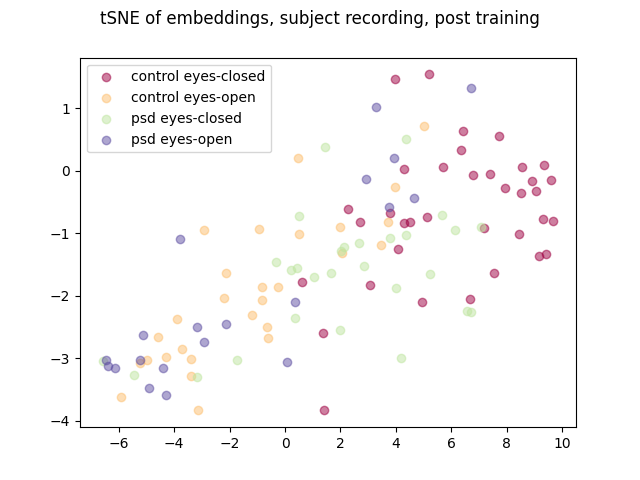 tSNE of embeddings, subject recording, post training
control eyes-closed
control eyes-open
psd eyes-closed
psd eyes-open
1
0
−1
−2
−3
−4
−6 −4 −2 0 2 4 6 8 10